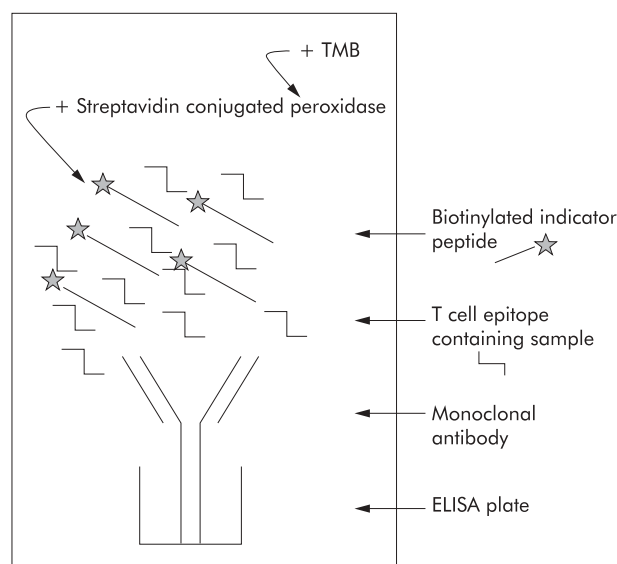 + TMB
+ Streptavidin conjugated peroxidase
Biotinylated indicator
peptide
T cell epitope
containing sample
Monoclonal
antibody
ELISA plate